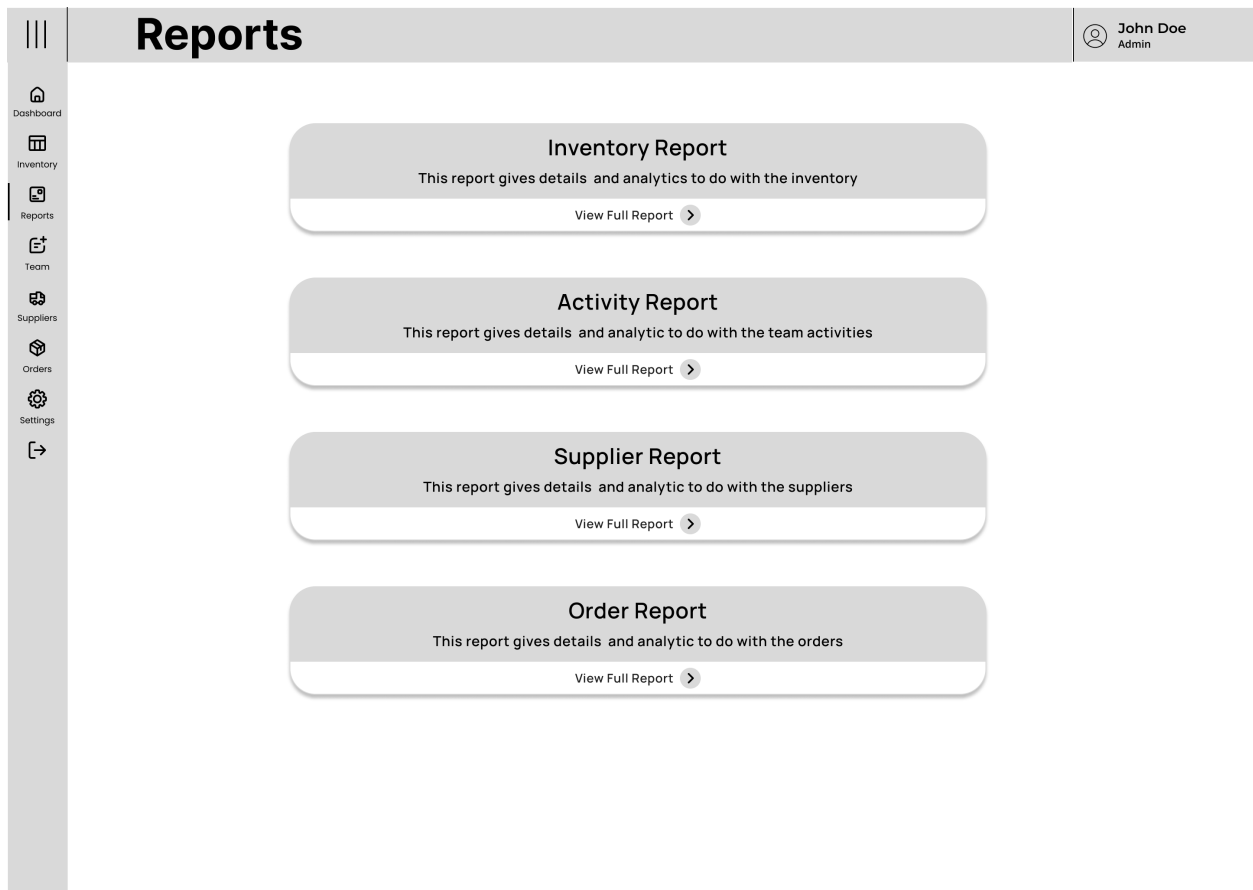 Reports
John Doe
Admin
Dashboard
Inventory
Reports
Team
Suppliers
Orders
Settings
Inventory Report
This report gives details  and analytics to do with the inventory
View Full Report
Activity Report
This report gives details  and analytic to do with the team activities
View Full Report
Supplier Report
This report gives details  and analytic to do with the suppliers
View Full Report
Order Report
This report gives details  and analytic to do with the orders
View Full Report